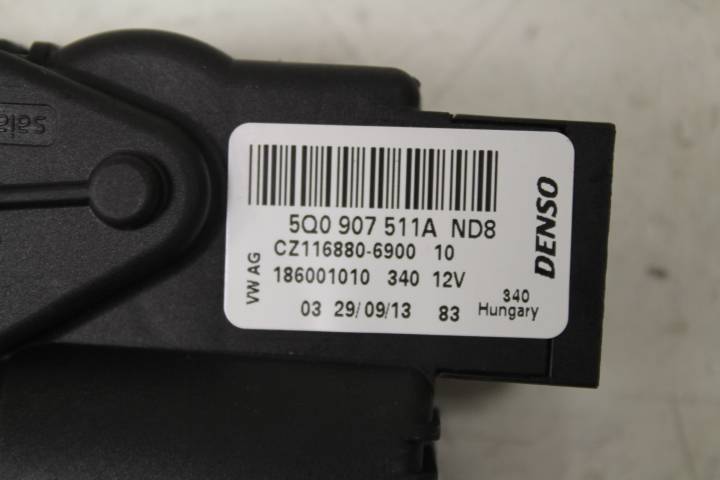 5Q0 907 511A ND8
CZ116880-6900 10
186001010 340 12V
03 29/09/13 83
340
Hungary
VW AG
DENSO